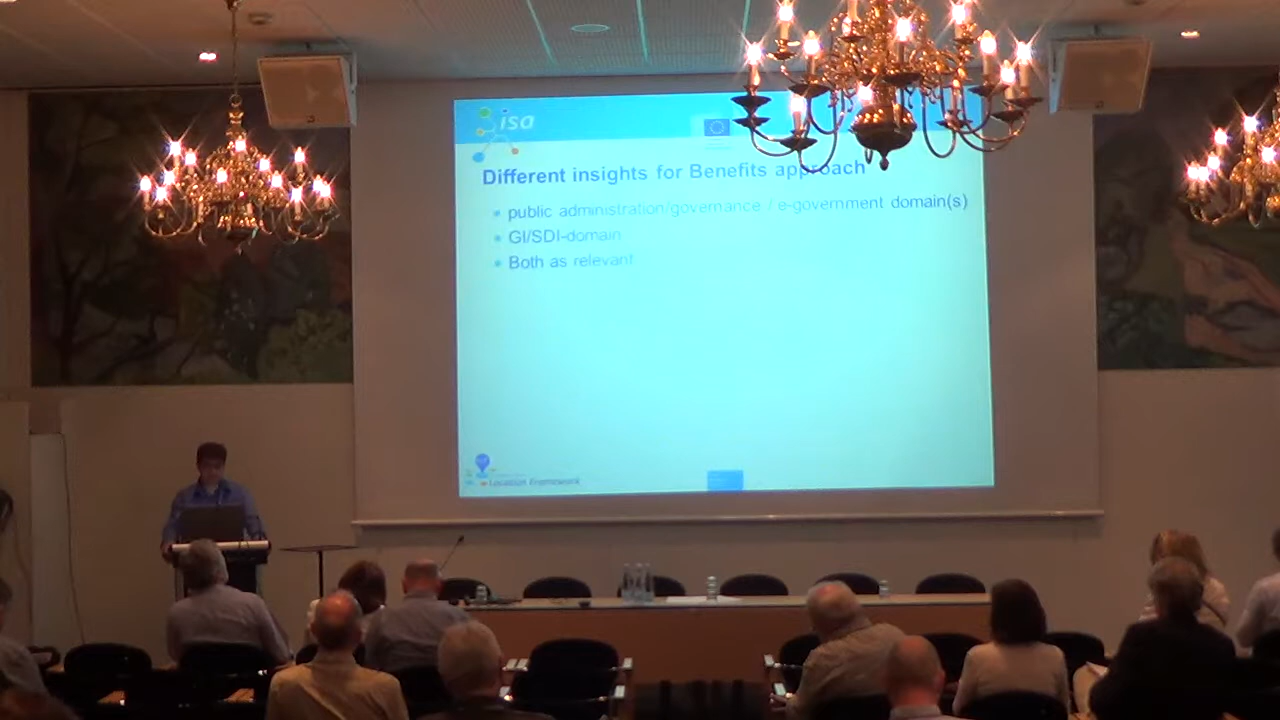 isa
Different insights for Benefits approach
public administration/governance / e-government domain(s)
GI/SDI-domain
Both as relevant
Location Framework